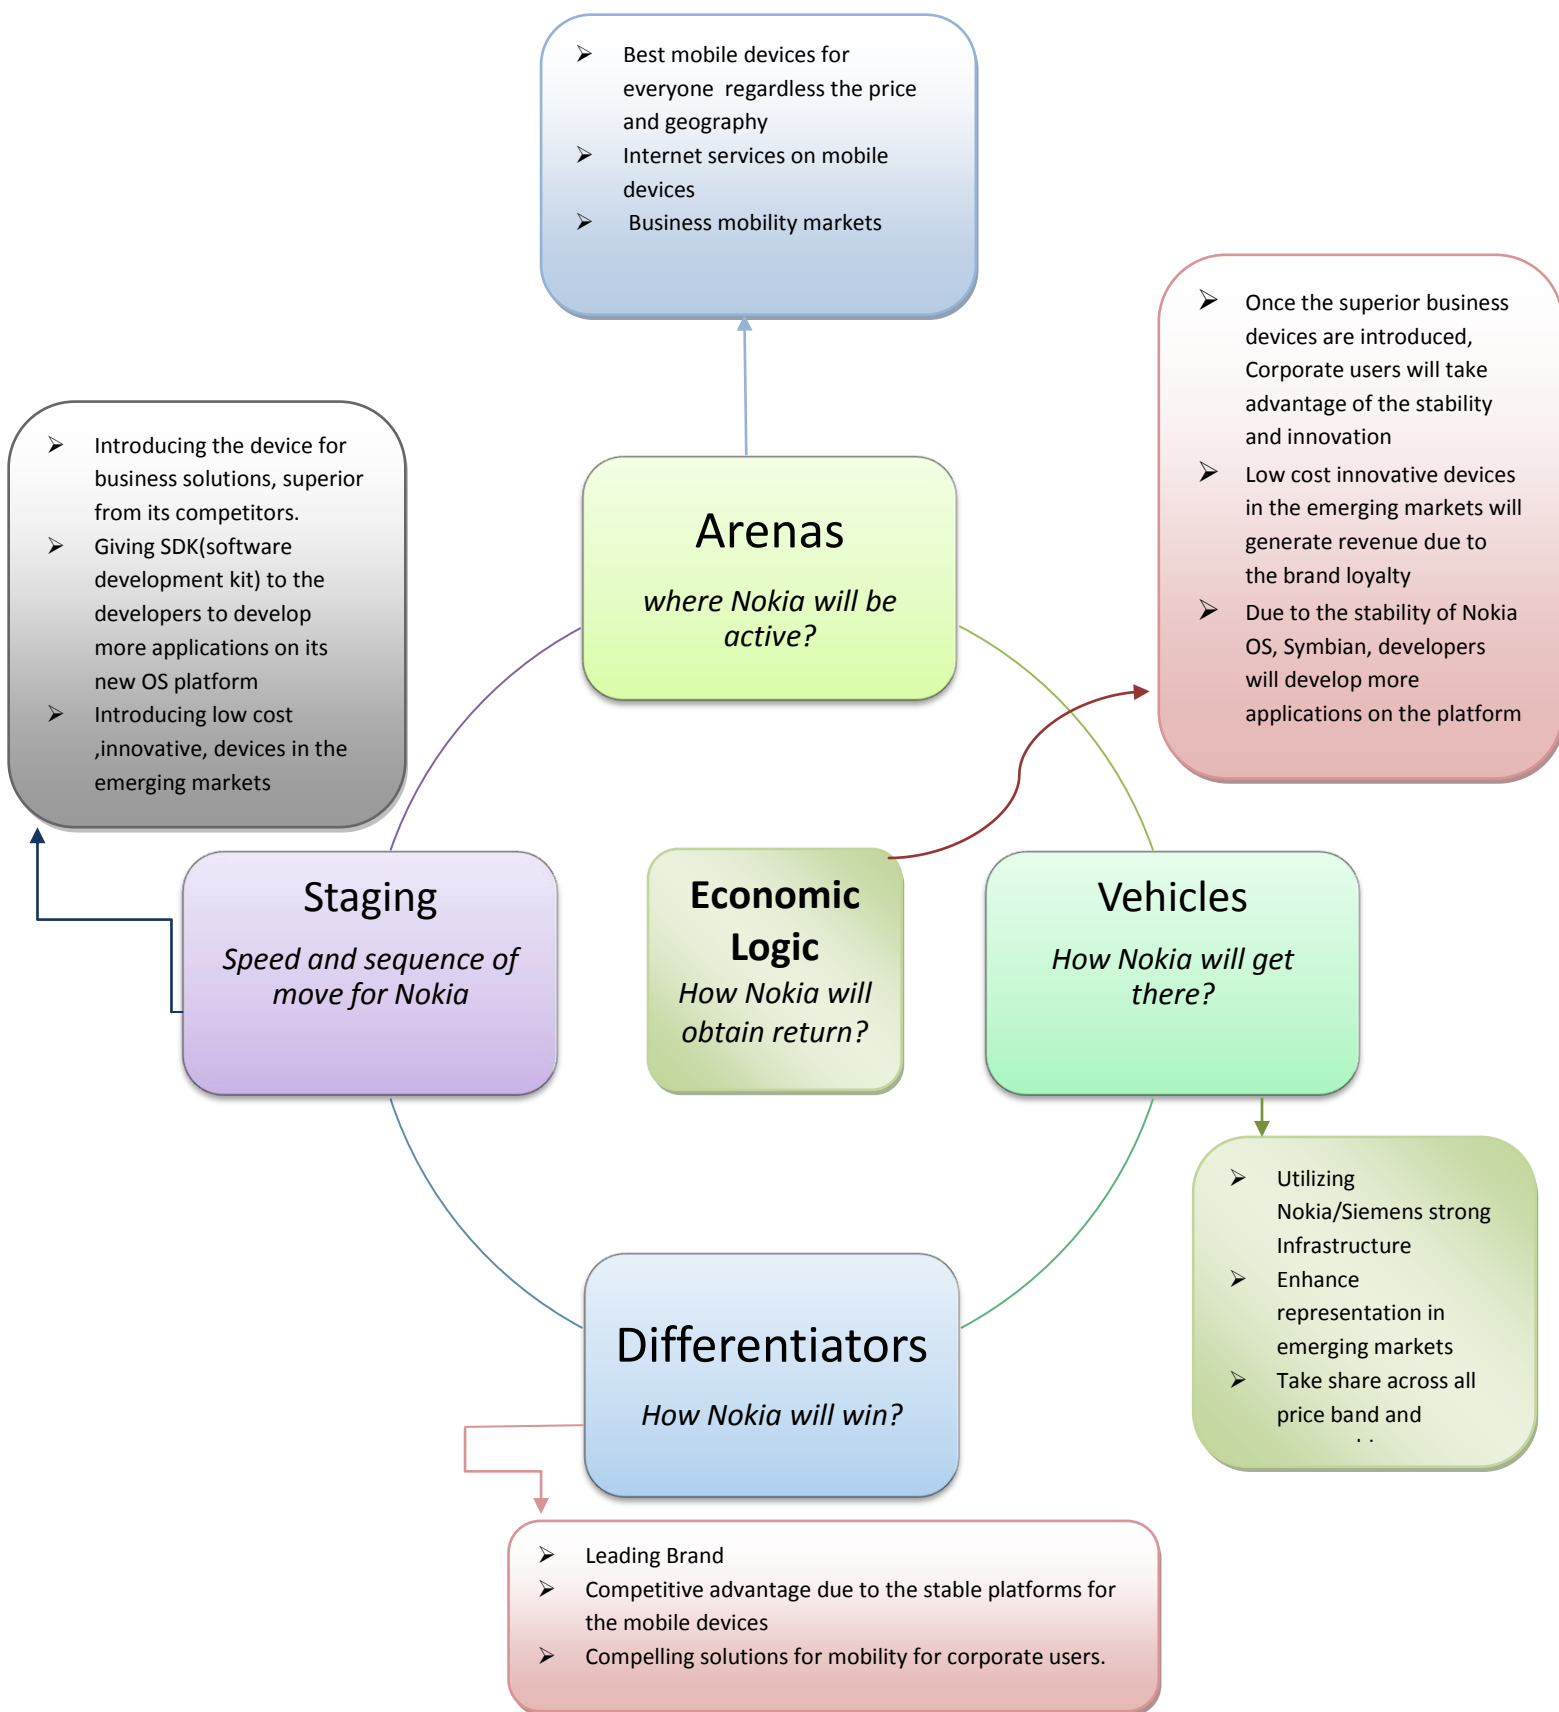 ➢ Best mobile devices for
everyone regardless the price
and geography
➢ Internet services on mobile
devices
➢ Business mobility markets
➢ Once the superior business
devices are introduced,
Corporate users will take
advantage of the stability
and innovation
➢ Low cost innovative devices
in the emerging markets will
generate revenue due to
the brand loyalty
➢ Due to the stability of Nokia
OS, Symbian, developers
will develop more
applications on the platform
➢ Introducing the device for
business solutions, superior
from its competitors.
➢ Giving SDK(software
development kit) to the
developers to develop
more applications on its
new OS platform
➢ Introducing low cost
,innovative, devices in the
emerging markets
Arenas
where Nokia will be
active?
Staging
Speed and sequence of
move for Nokia
Economic
Logic
How Nokia will
obtain return?
Vehicles
How Nokia will get
there?
➢ Utilizing
Nokia/Siemens strong
Infrastructure
➢ Enhance
representation in
emerging markets
➢ Take share across all
price band and
Differentiators
How Nokia will win?
➢ Leading Brand
➢ Competitive advantage due to the stable platforms for
the mobile devices
➢ Compelling solutions for mobility for corporate users.